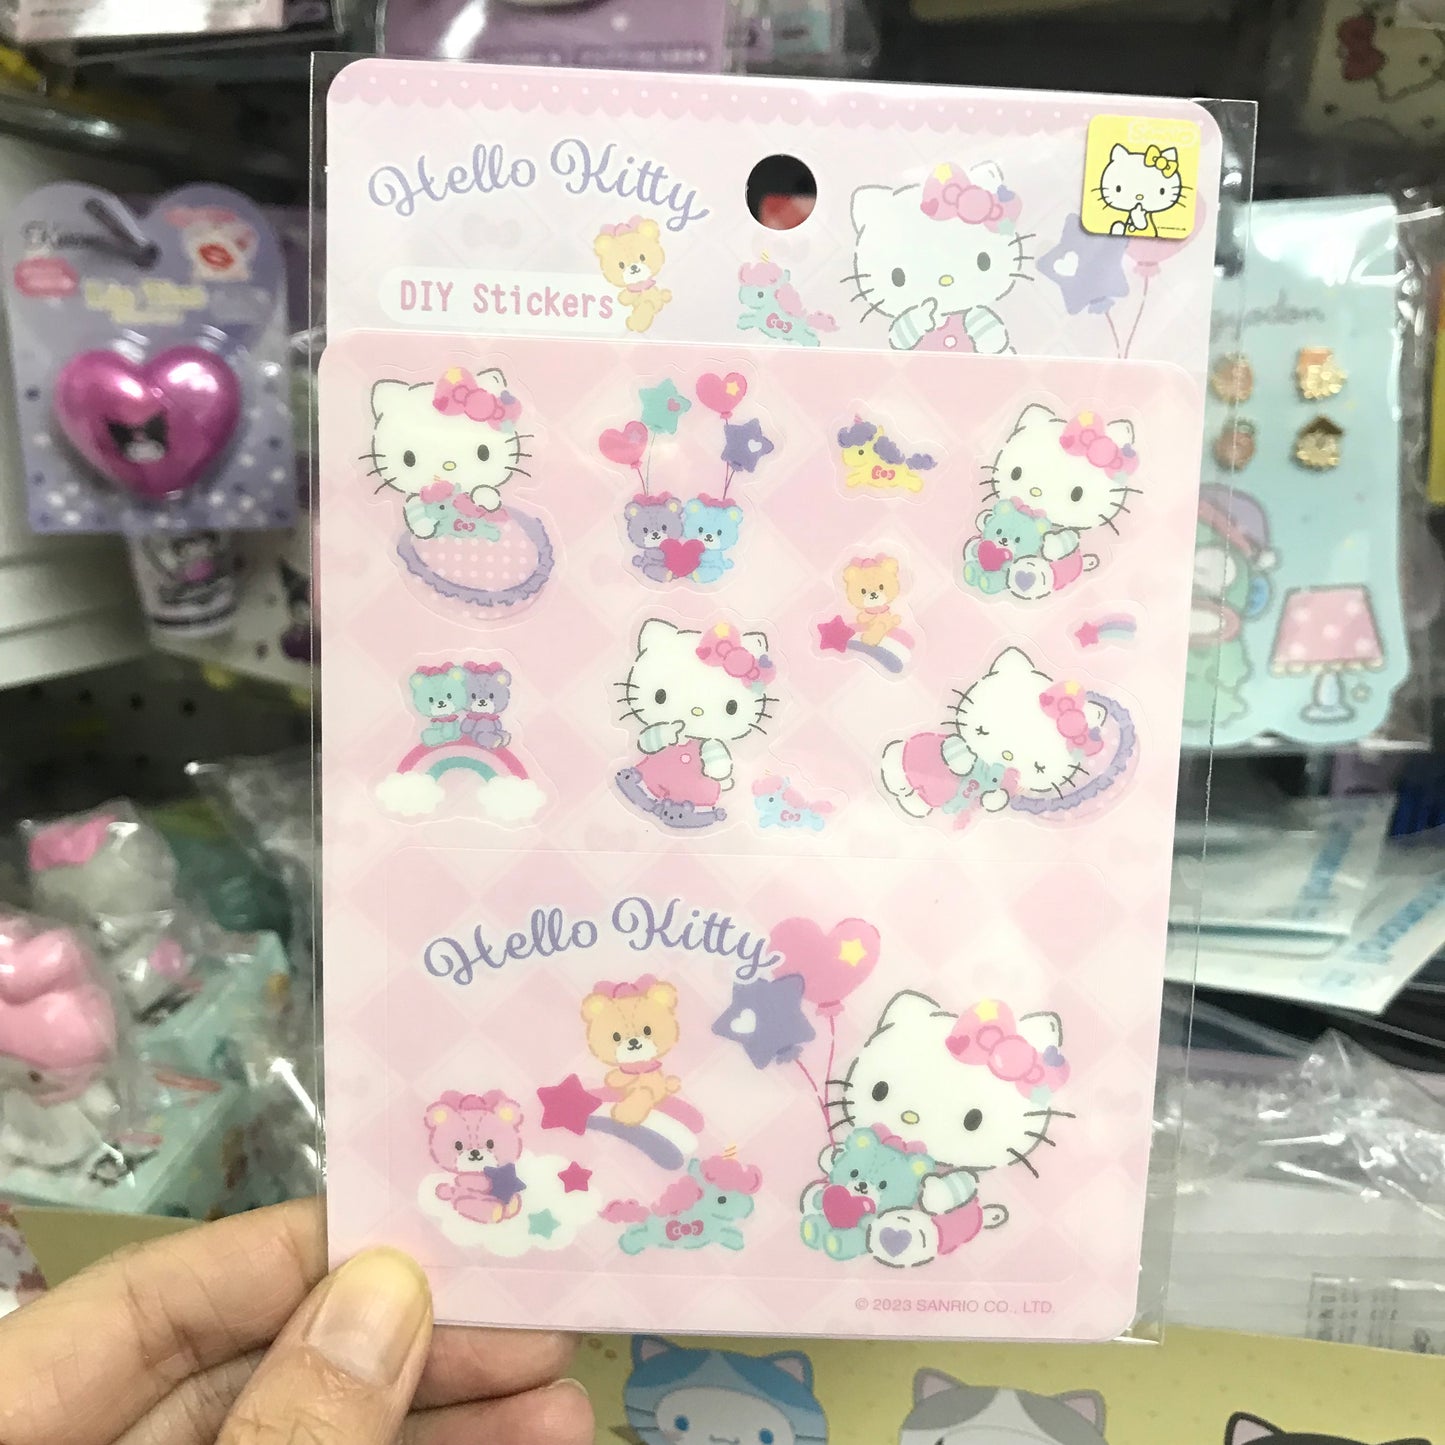 Hello Kitty
DIY Stickers
Hello Kitty
© 2023 SANRIO CO., LTD.